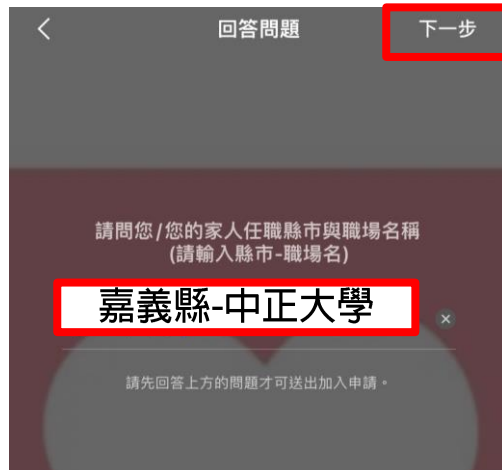 回答問題
下一步
請問您/您的家人任職縣市與職場名稱
(請輸入縣市-職場名)
嘉義縣-中正大學
請先回答上方的問題才可送出加入申請。